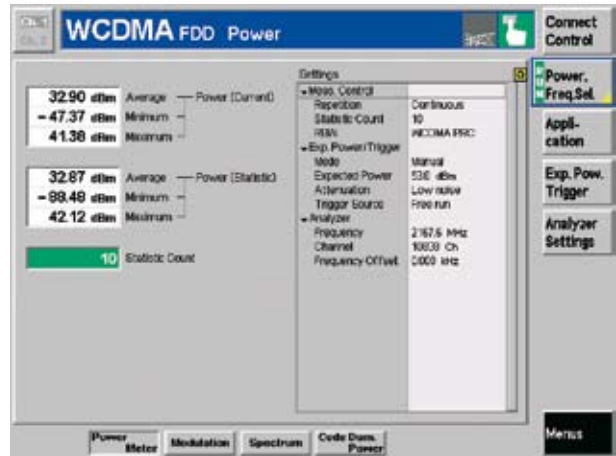 WCDMA FDD Power
Connect
Control
Power.
Freq.Sel.
Appli-
cation
Exp. Pow.
Trigger
Analyzer
Settings
Menus
32.90 dBm Average Power (Current)
-47.37 dBm Minimum
41.38 dBm Maximum
32.87 dBm Average Power (Statistic)
-88.48 dBm Minimum
42.12 dBm Maximum
10 Statistic Count
Settings
Meas. Control
Repetition Continuous
Statistic Count 10
RBW WCDMA RRC
Exp. Power/Trigger
Mode Manual
Expected Power 53.0 dBm
Attenuation Low noise
Trigger Source Free run
Analyzer
Frequency 2167.6 MHz
Channel 10838 Ch
Frequency Offset 0.000 kHz
Power
Meter
Modulation
Spectrum
Code Dom.
Power